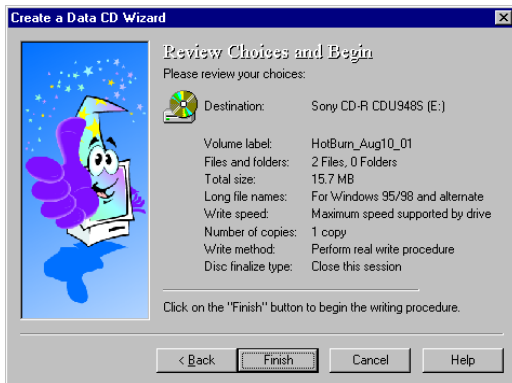 Create a Data CD Wizard
Review Choices and Begin
Please review your choices:
Destination: Sony CD-R CDU948S (E:)
Volume label: HotBurn_Aug10_01
Files and folders: 2 Files, 0 Folders
Total size: 15.7 MB
Long file names: For Windows 95/98 and alternate
Write speed: Maximum speed supported by drive
Number of copies: 1 copy
Write method: Perform real write procedure
Disc finalize type: Close this session
Click on the "Finish" button to begin the writing procedure.
< Back Finish Cancel Help